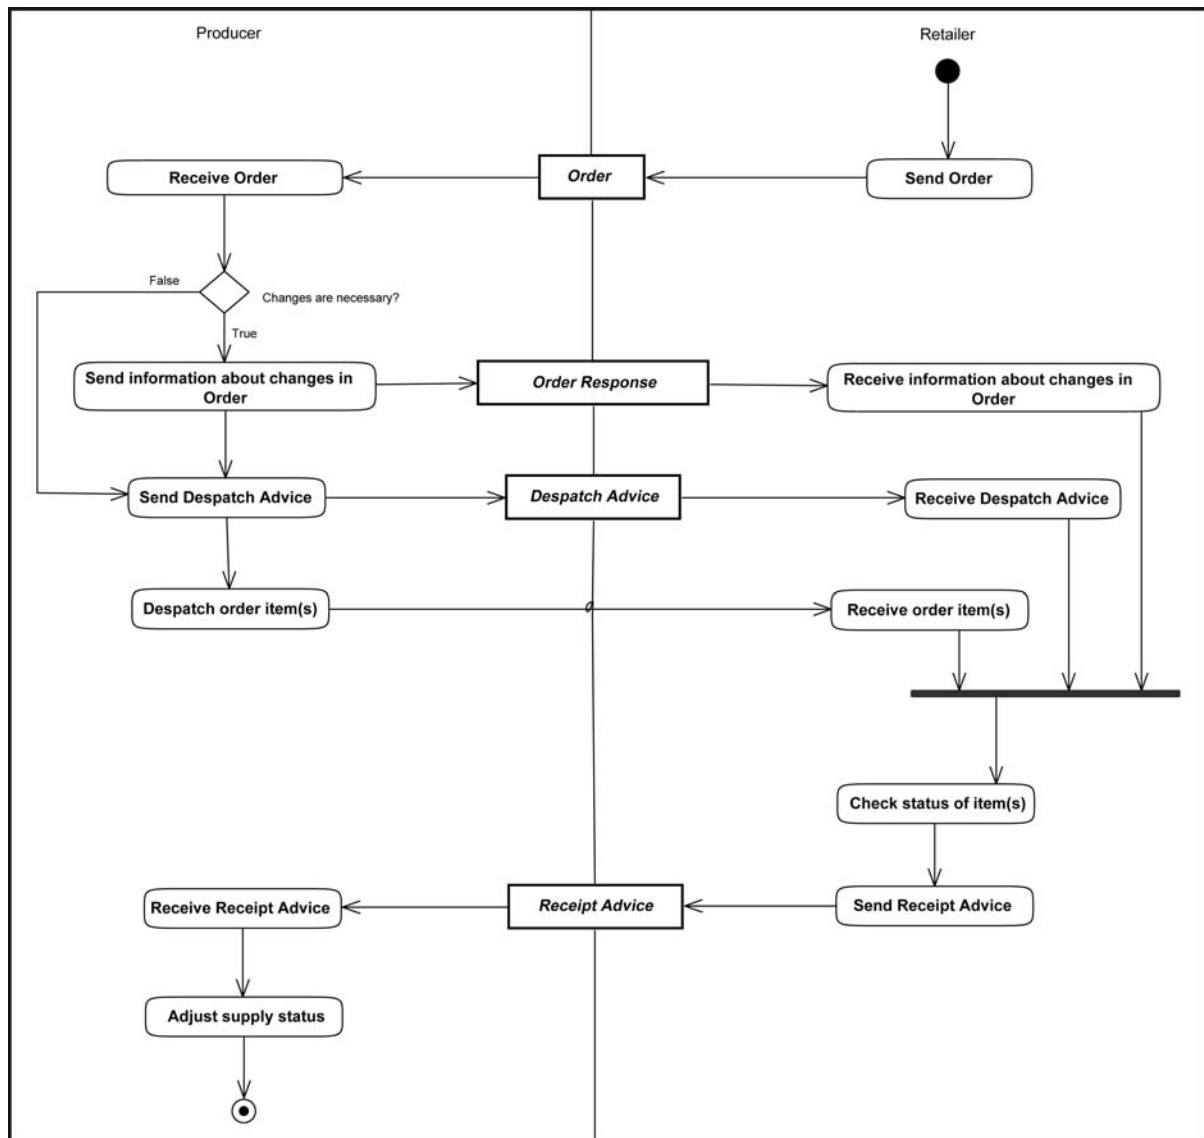 Producer
Retailer
Receive Order
Order
Send Order
False
Changes are necessary?
True
Send information about changes in
Order
Order Response
Receive information about changes in
Order
Send Despatch Advice
Despatch Advice
Receive Despatch Advice
Despatch order item(s)
Receive order item(s)
Check status of item(s)
Receive Receipt Advice
Receipt Advice
Send Receipt Advice
Adjust supply status